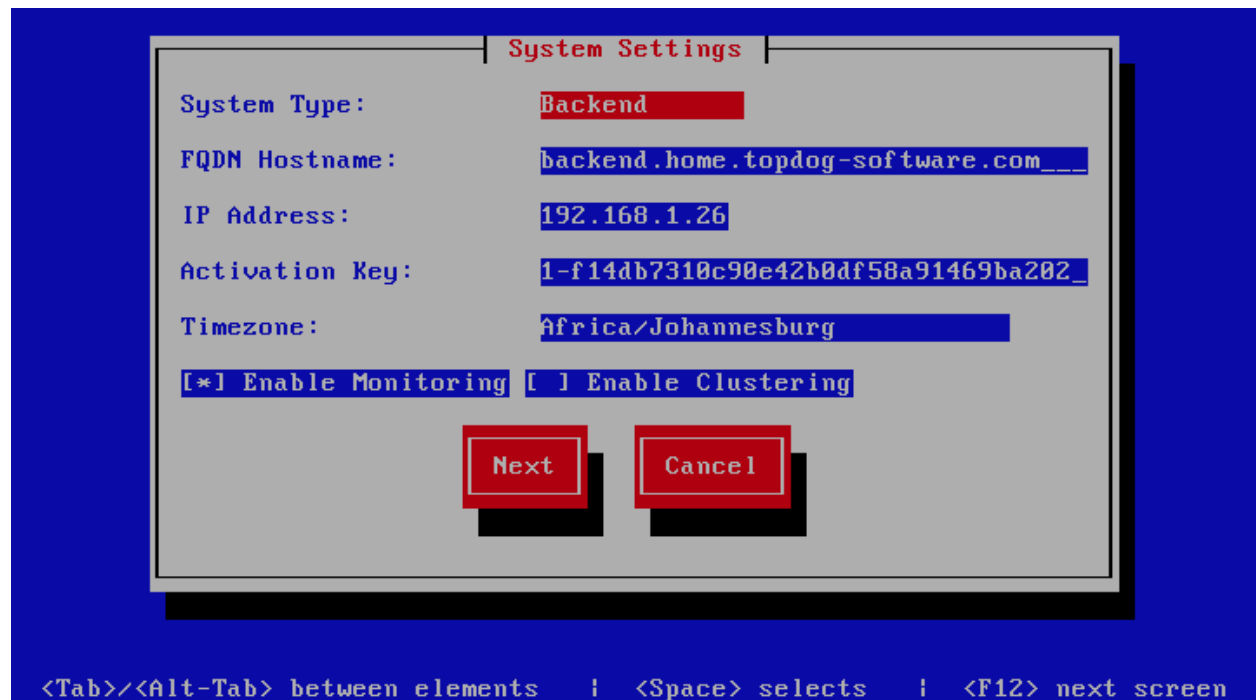 System Settings
System Type: Backend
FQDN Hostname: backend.home.topdog-software.com___
IP Address: 192.168.1.26
Activation Key: 1-f14db7310c90e42b0df58a91469ba202_
Timezone: Africa/Johannesburg
[*] Enable Monitoring [ ] Enable Clustering
Next Cancel
<Tab>/<Alt-Tab> between elements | <Space> selects | <F12> next screen